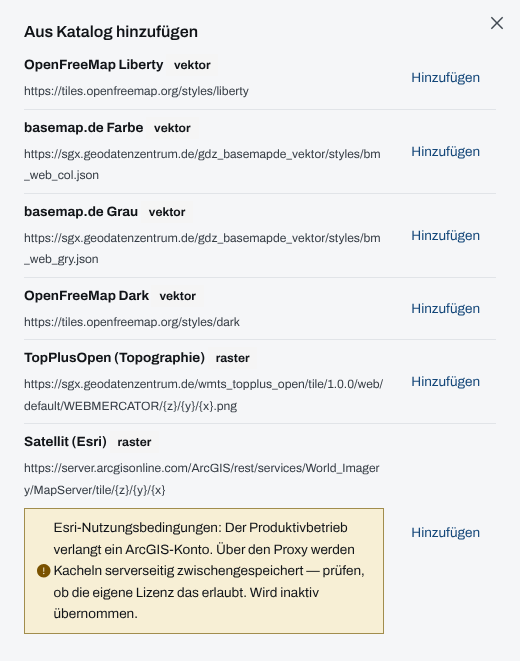 Aus Katalog hinzufügen
OpenFreeMap Liberty vektor
https://tiles.openfreemap.org/styles/liberty
Hinzufügen
basemap.de Farbe vektor
https://sgx.geodatenzentrum.de/gdz_basemapde_vektor/styles/bm
_web_col.json
Hinzufügen
basemap.de Grau vektor
https://sgx.geodatenzentrum.de/gdz_basemapde_vektor/styles/bm
_web_gry.json
Hinzufügen
OpenFreeMap Dark vektor
https://tiles.openfreemap.org/styles/dark
Hinzufügen
TopPlusOpen (Topographie) raster
https://sgx.geodatenzentrum.de/wmts_topplus_open/tile/1.0.0/web/
default/WEBMERCATOR/{z}/{y}/{x}.png
Hinzufügen
Satellit (Esri) raster
https://server.arcgisonline.com/ArcGIS/rest/services/World_Imager
y/MapServer/tile/{z}/{y}/{x}
Esri-Nutzungsbedingungen: Der Produktivbetrieb
verlangt ein ArcGIS-Konto. Über den Proxy werden
Kacheln serverseitig zwischengespeichert — prüfen,
ob die eigene Lizenz das erlaubt. Wird inaktiv
übernommen.
Hinzufügen